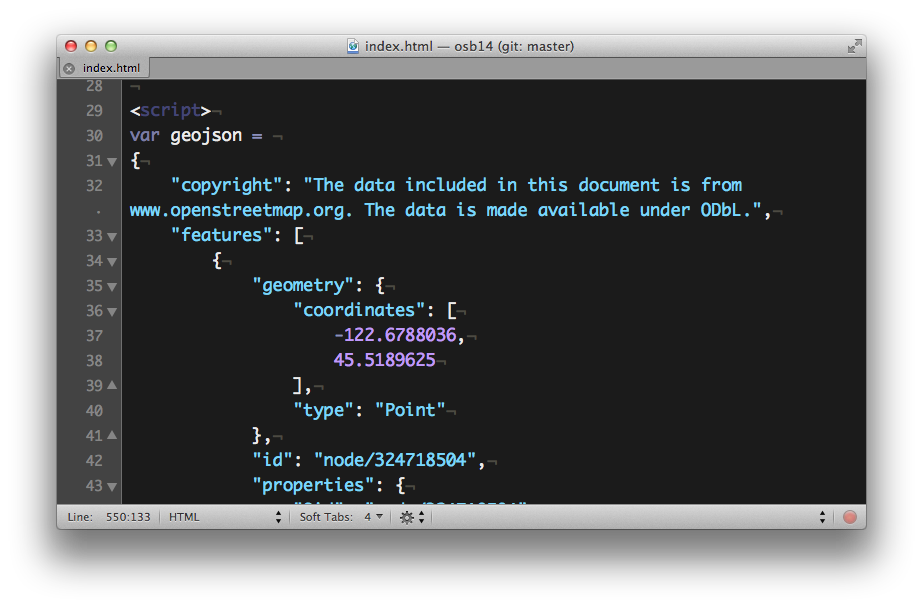 index.html — osb14 (git: master)
index.html
28 ¬
29 <script>¬
30 var geojson = ¬
31 {¬
32 "copyright": "The data included in this document is from
· www.openstreetmap.org. The data is made available under ODbL.",¬
33 "features": [¬
34 {¬
35 "geometry": {¬
36 "coordinates": [¬
37 -122.6788036,¬
38 45.5189625¬
39 ],¬
40 "type": "Point"¬
41 },¬
42 "id": "node/324718504",¬
43 "properties": {¬
Line: 550:133 HTML Soft Tabs: 4